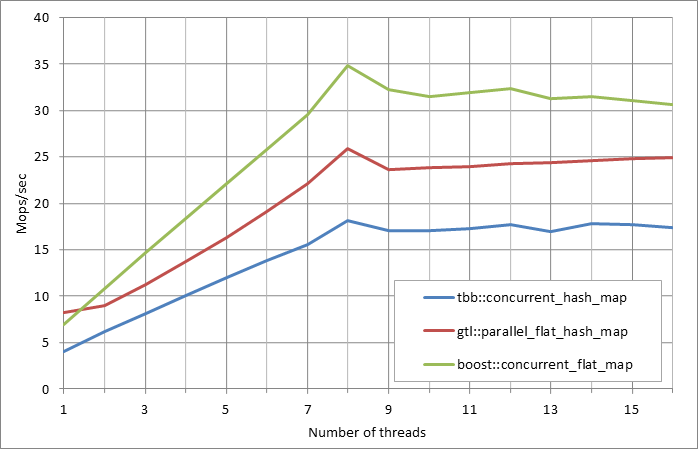 40
35
30
25
20
15
10
5
0
Mops/sec
tbb::concurrent_hash_map
gtl::parallel_flat_hash_map
boost::concurrent_flat_map
1 3 5 7 9 11 13 15
Number of threads